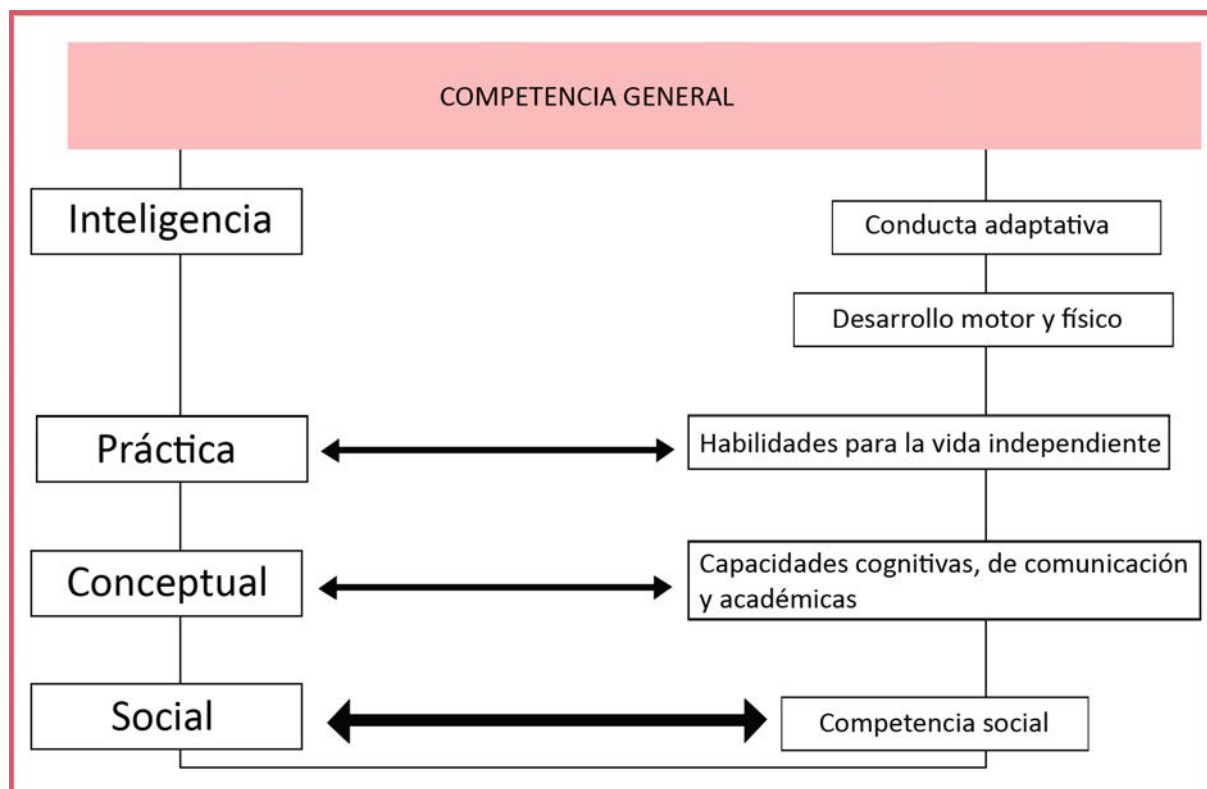 COMPETENCIA GENERAL
Inteligencia
Conducta adaptativa
Desarrollo motor y físico
Práctica
Habilidades para la vida independiente
Conceptual
Capacidades cognitivas, de comunicación
y académicas
Social
Competencia social